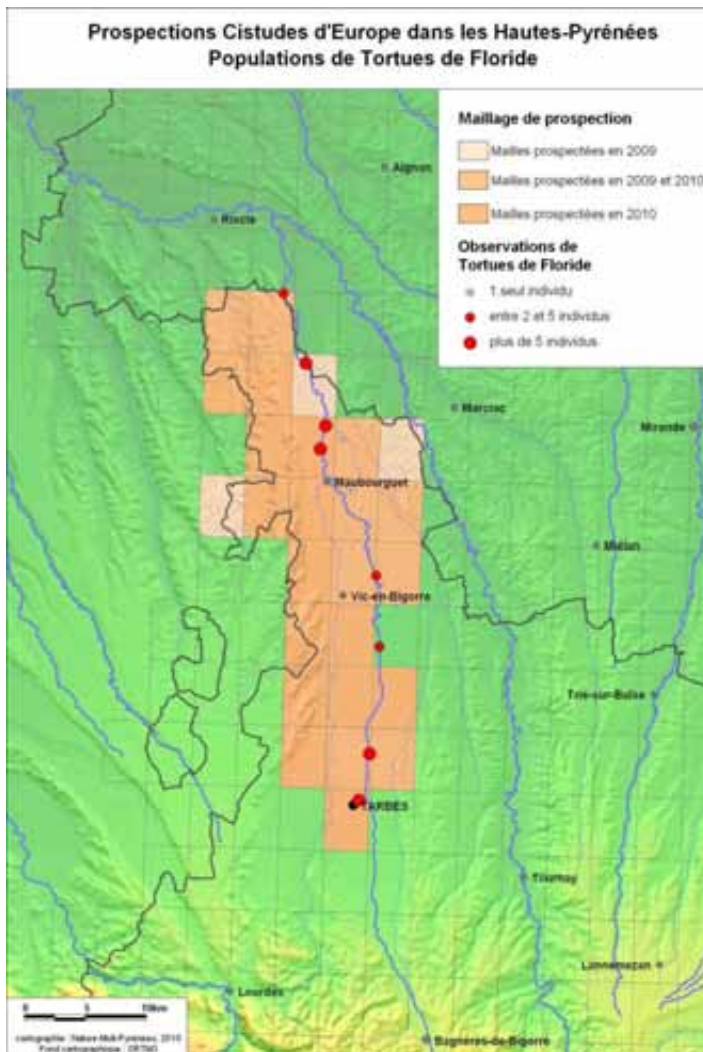 Prospections Cistudes d'Europe dans les Hautes-Pyrénées
Populations de Tortues de Floride
Maillage de prospection
Mailles prospectées en 2009
Mailles prospectées en 2009 et 2010
Mailles prospectées en 2010
Observations de
Tortues de Floride
1 seul individu
entre 2 et 5 individus
plus de 5 individus
Aignan
Riscle
Marciac
Mirande
Maubourguet
Miélan
Vic-en-Bigorre
Trie-sur-Baïse
TARBES
Tournay
Lannemezan
Lourdes
0 5 10km
Bagnères-de-Bigorre
cartographie : Nature Midi-Pyrénées, 2010
Fond cartographique :